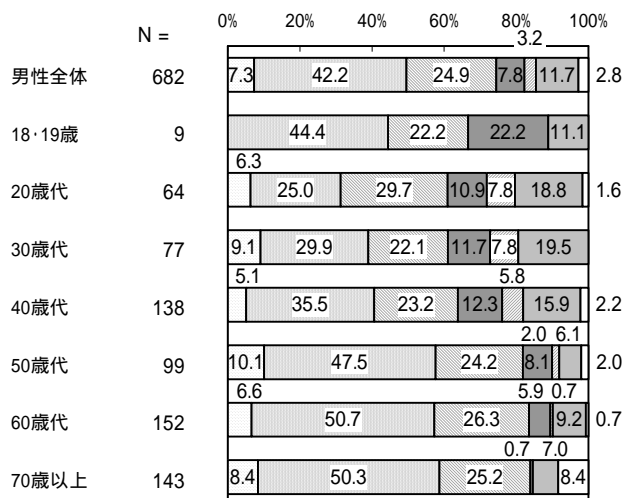 0% 20% 40% 60% 80% 100%
N =
3.2
男性全体 682 7.3 42.2 24.9 7.8 11.7 2.8
18･19歳 9 44.4 22.2 22.2 11.1
6.3
20歳代 64 25.0 29.7 10.9 7.8 18.8 1.6
30歳代 77 9.1 29.9 22.1 11.7 7.8 19.5
5.1 5.8
40歳代 138 35.5 23.2 12.3 15.9 2.2
2.0 6.1
50歳代 99 10.1 47.5 24.2 8.1 2.0
6.6 5.9 0.7
60歳代 152 50.7 26.3 9.2 0.7
0.7 7.0
70歳以上 143 8.4 50.3 25.2 8.4